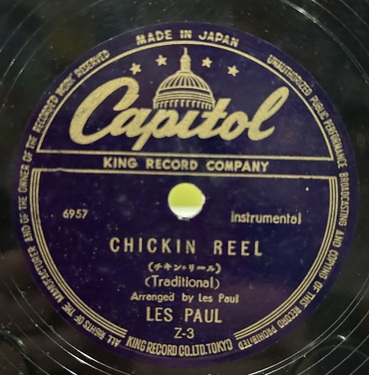 MADE IN JAPAN
Capitol
KING RECORD COMPANY
6957
Instrumental
CHICKIN REEL
(チキン・リール)
(Traditional)
Arranged by Les Paul
LES PAUL
Z-3
KING RECORD CO.LTD.TOKYO
ALL RIGHTS OF THE MANUFACTURER AND OF THE OWNER OF THE RECORDED WORK RESERVED
UNAUTHORIZED PUBLIC PERFORMANCE BROADCASTING AND COPYING OF THIS RECORD PROHIBITED